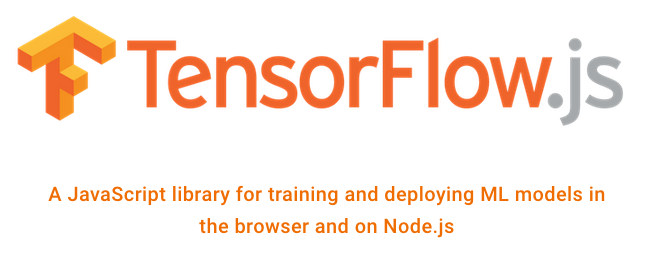 TensorFlow.js
A JavaScript library for training and deploying ML models in
the browser and on Node.js